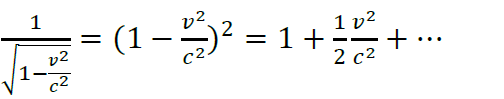 1/√(1−v²/c²) = (1 − v²/c²)² = 1 + 1/2 v²/c² + ⋯